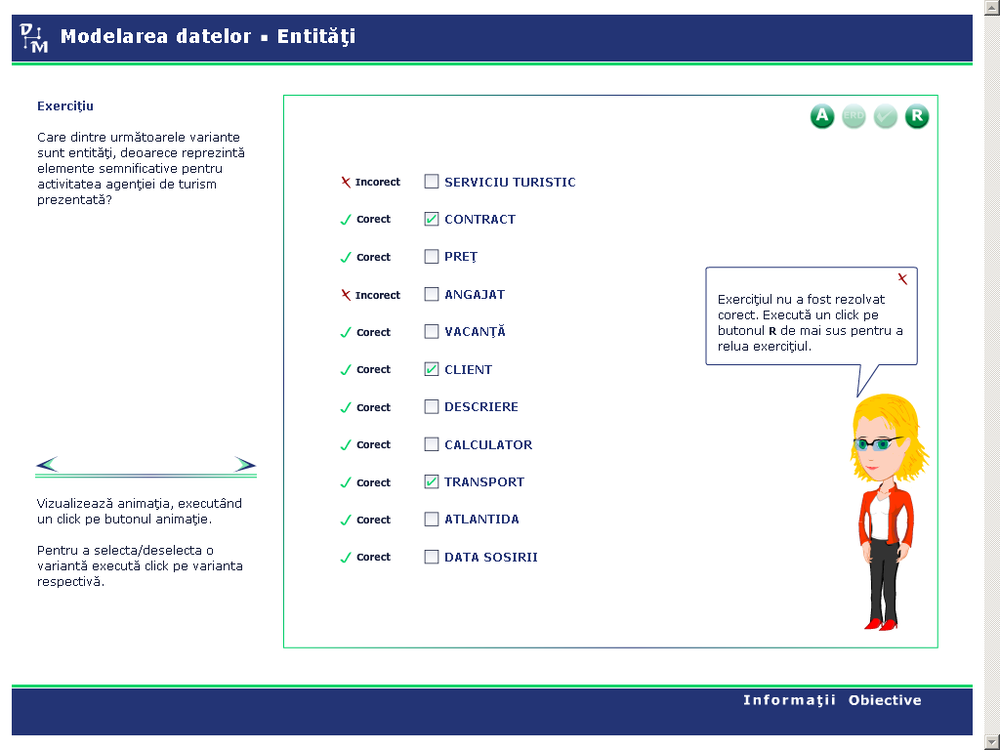 D M
Modelarea datelor ▪ Entităţi
Exerciţiu
Care dintre următoarele variante
sunt entităţi, deoarece reprezintă
elemente semnificative pentru
activitatea agenţiei de turism
prezentată?
Vizualizează animaţia, executând
un click pe butonul animaţie.
Pentru a selecta/deselecta o
variantă execută click pe varianta
respectivă.
A ERD R
Incorect SERVICIU TURISTIC
Corect CONTRACT
Corect PREŢ
Incorect ANGAJAT
Corect VACANŢĂ
Corect CLIENT
Corect DESCRIERE
Corect CALCULATOR
Corect TRANSPORT
Corect ATLANTIDA
Corect DATA SOSIRII
Exerciţiul nu a fost rezolvat
corect. Execută un click pe
butonul R de mai sus pentru a
relua exerciţiul.
Informaţii Obiective